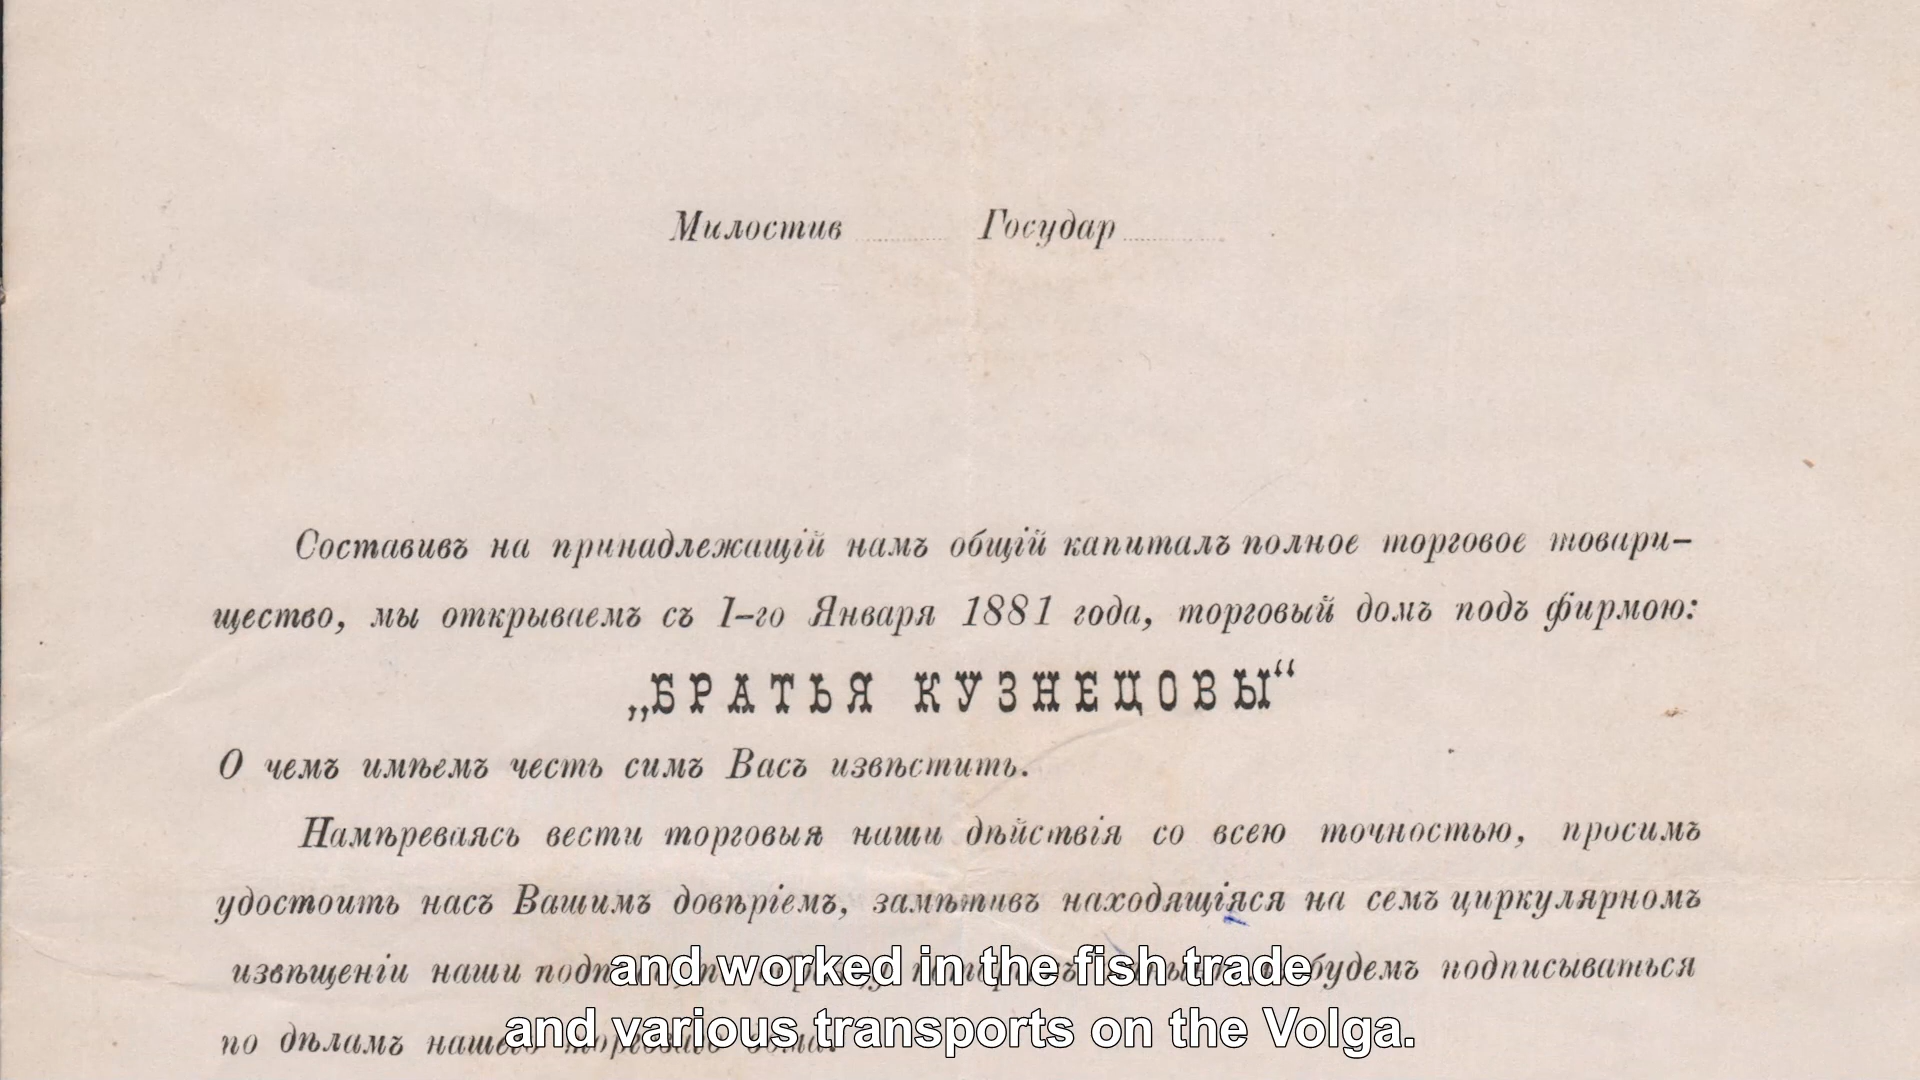 Милостив Государ
Составивъ на принадлежащій намъ общій капиталъ полное торговое товари-
щество, мы открываемъ съ 1-го Января 1881 года, торговый домъ подъ фирмою:
„БРАТЬЯ КУЗНЕЦОВЫ“
О чемъ имѣемъ честь симъ Васъ извѣстить.
Намѣреваясь вести торговыя наши дѣйствія со всею точностью, просимъ
удостоить насъ Вашимъ довѣріемъ, замѣтивъ находящіяся на семъ циркулярномъ
извѣщеніи наши будемъ подписываться
and worked in the fish trade
по дѣламъ нашего
and various transports on the Volga.